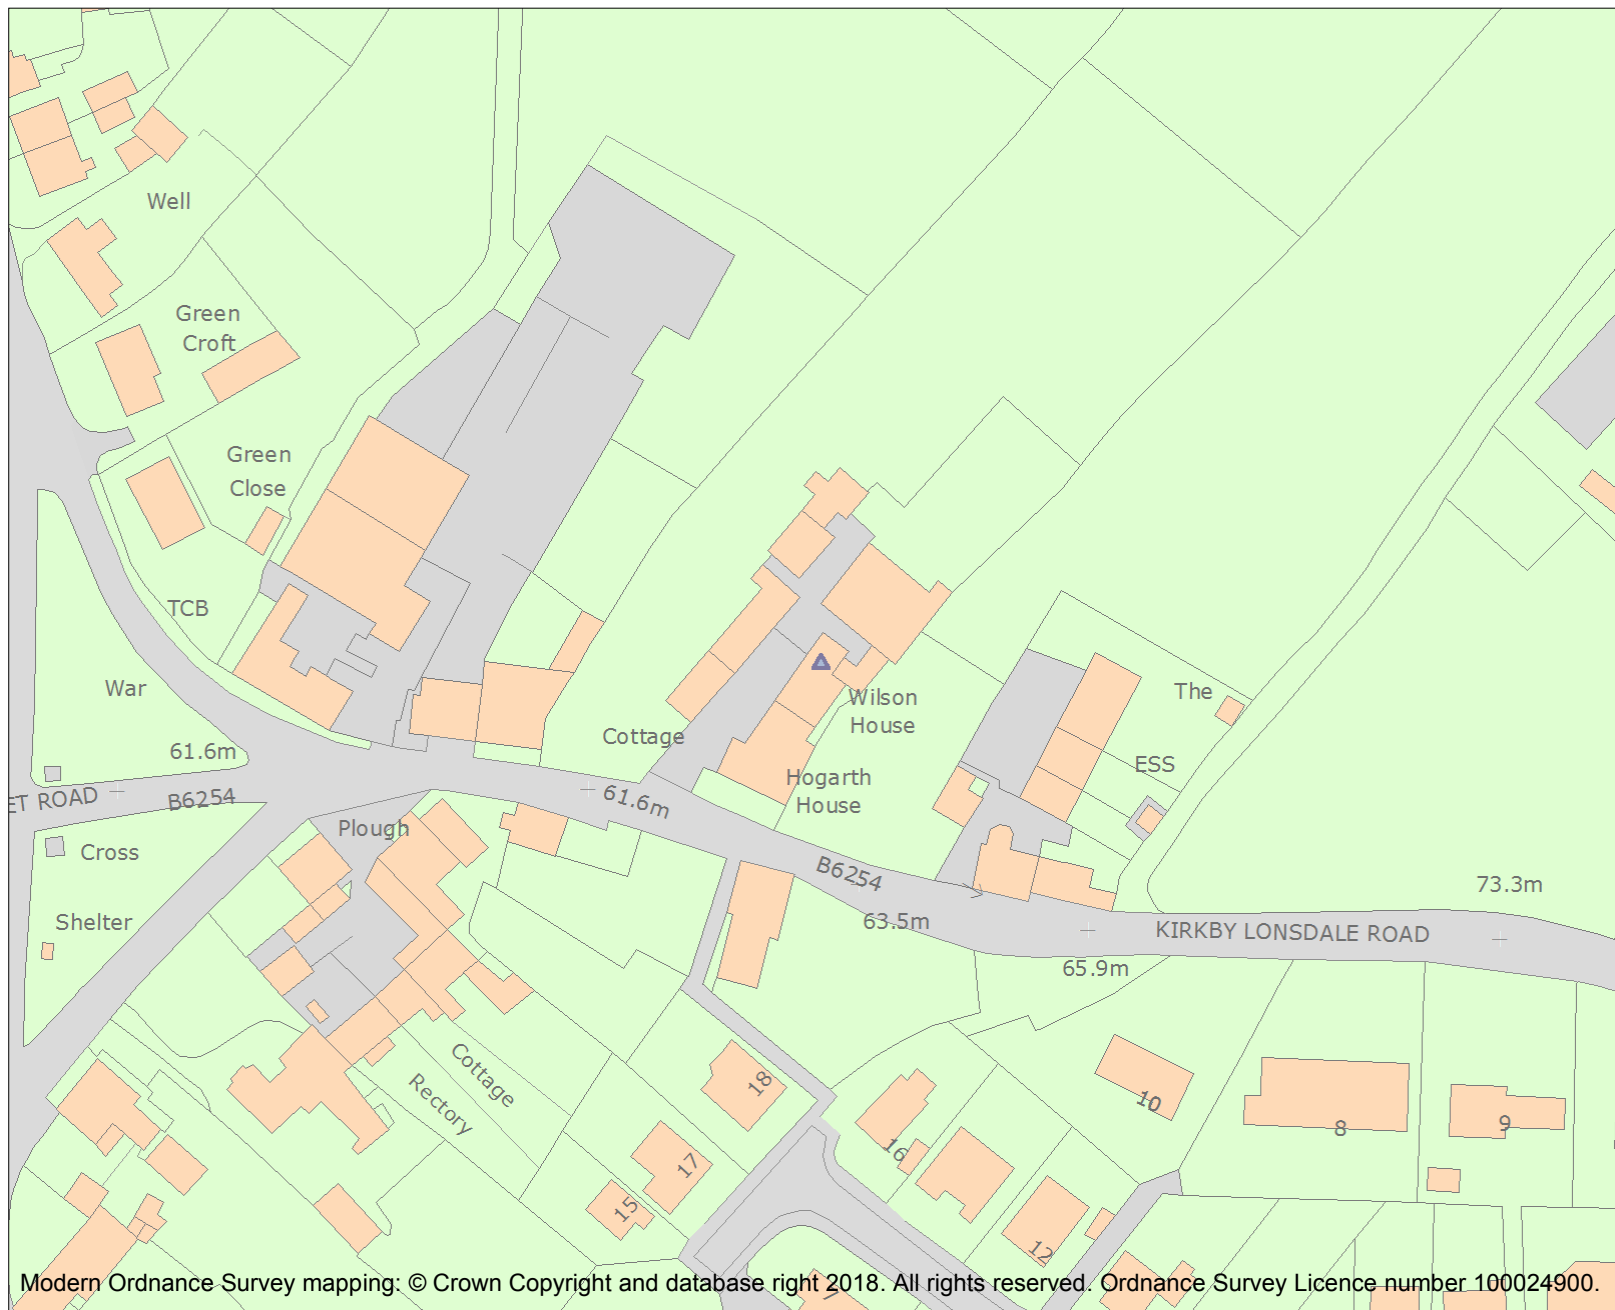 Well
Green
Croft
Green
Close
TCB
War
61.6m
ET ROAD
B6254
Cross
Shelter
Plough
Cottage
61.6m
Wilson
House
Hogarth
House
The
ESS
B6254
63.5m
73.3m
KIRKBY LONSDALE ROAD
65.9m
Cottage
Rectory
18
17
15
16
10
12
8
9
7
Modern Ordnance Survey mapping: © Crown Copyright and database right 2018. All rights reserved. Ordnance Survey Licence number 100024900.